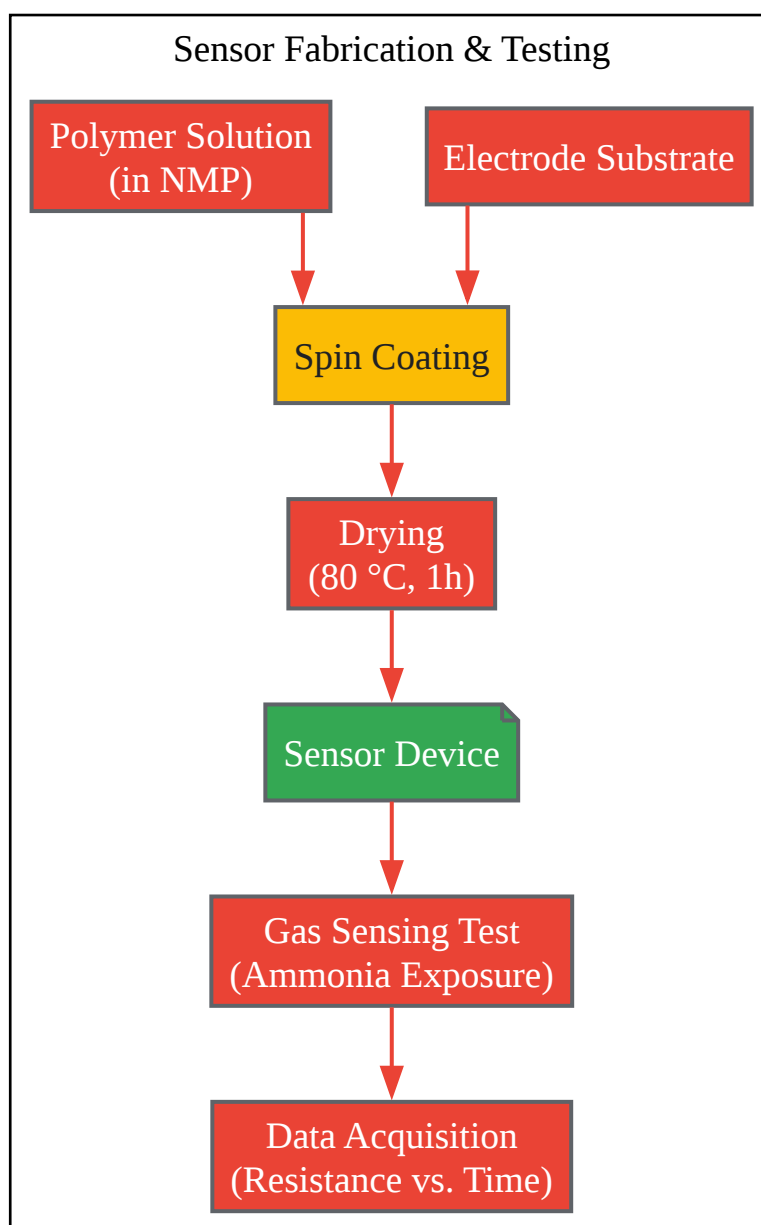 Sensor Fabrication & Testing
Polymer Solution
(in NMP)
Electrode Substrate
Spin Coating
Drying
(80 °C, 1h)
Sensor Device
Gas Sensing Test
(Ammonia Exposure)
Data Acquisition
(Resistance vs. Time)